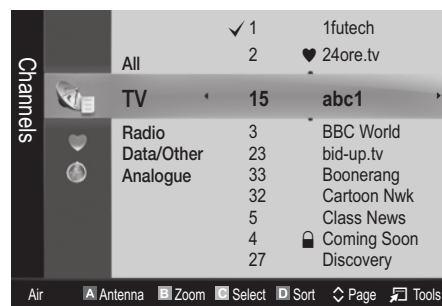 Channels
✓ 1 1futech
All 2 ♥ 24ore.tv
TV 15 abc1
Radio 3 BBC World
Data/Other 23 bid-up.tv
Analogue 33 Boonerang
32 Cartoon Nwk
5 Class News
4 Coming Soon
27 Discovery
Air A Antenna B Zoom C Select D Sort Page Tools